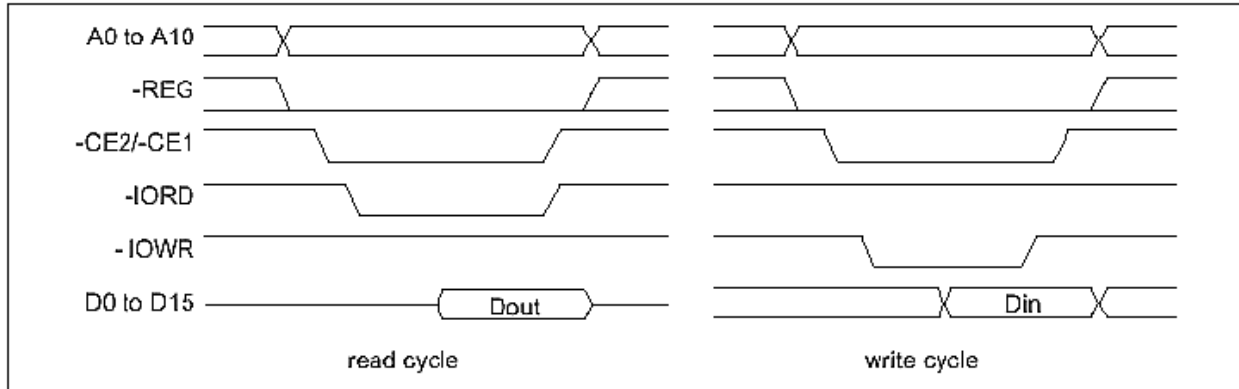 A0 to A10
-REG
-CE2/-CE1
-IORD
-IOWR
D0 to D15
Dout
Din
read cycle
write cycle